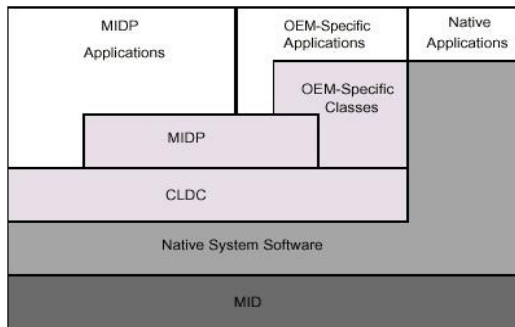 MIDP
Applications
OEM-Specific
Applications
Native
Applications
OEM-Specific
Classes
MIDP
CLDC
Native System Software
MID